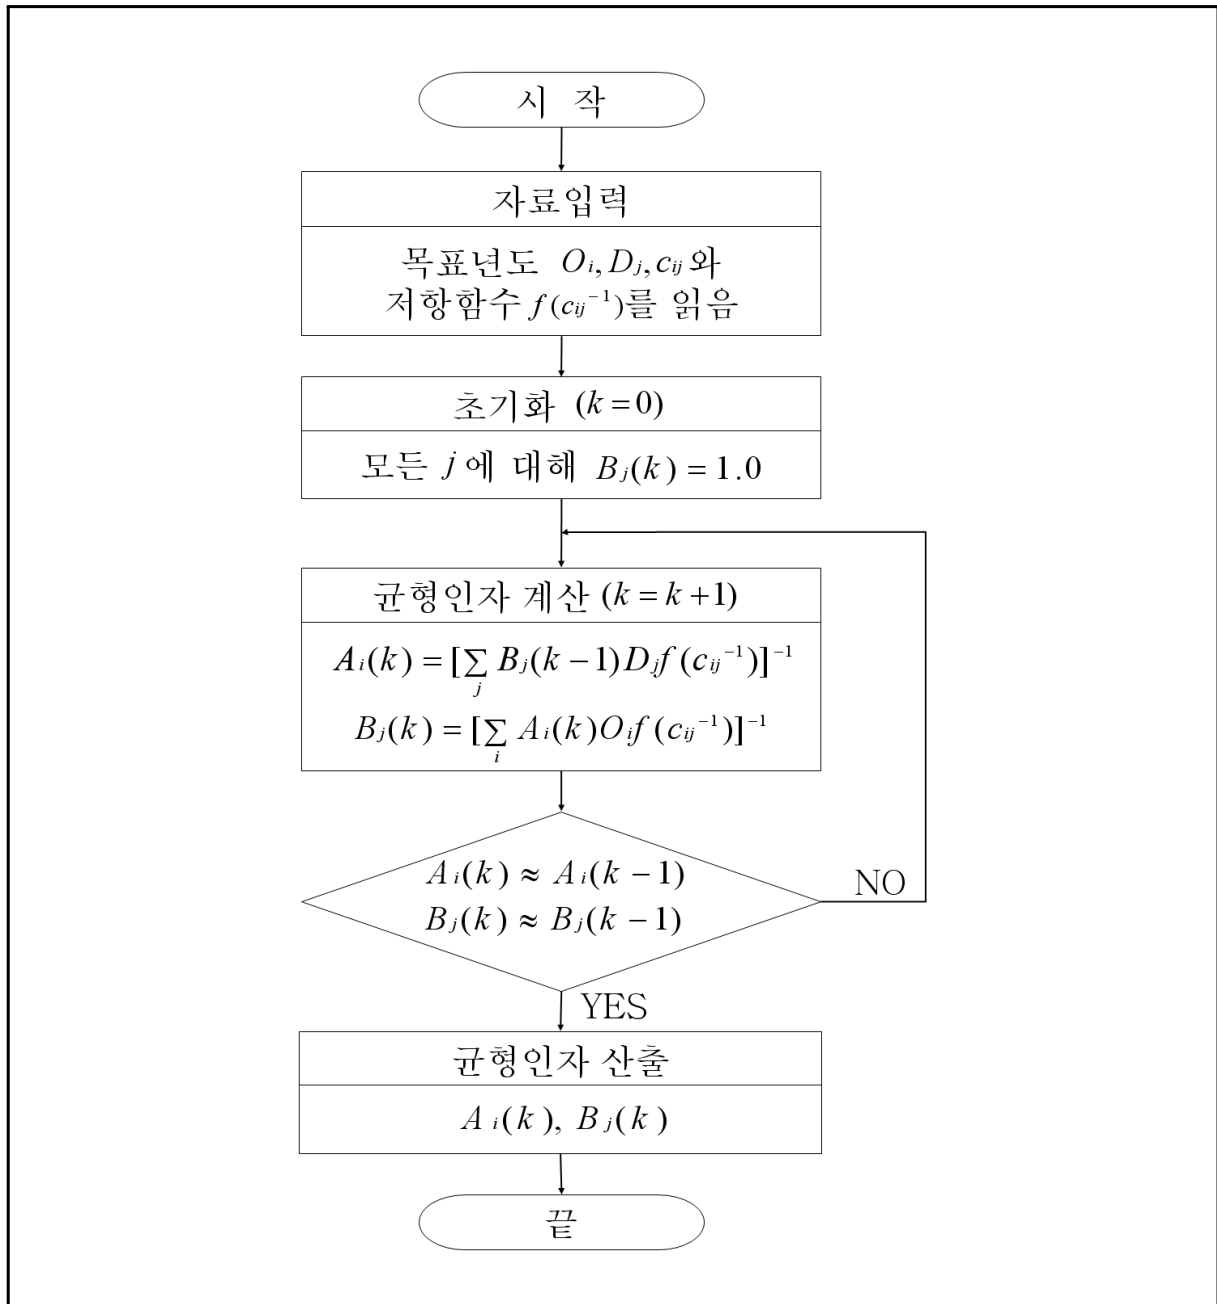 시 작
자료입력
목표년도 Oᵢ, Dⱼ, cᵢⱼ 와
저항함수 f(cᵢⱼ⁻¹)를 읽음
초기화 (k=0)
모든 j에 대해 Bⱼ(k) = 1.0
균형인자 계산 (k = k+1)
Aᵢ(k) = [∑ⱼ Bⱼ(k−1)Dⱼf(cᵢⱼ⁻¹)]⁻¹
Bⱼ(k) = [∑ᵢ Aᵢ(k)Oᵢf(cᵢⱼ⁻¹)]⁻¹
Aᵢ(k) ≈ Aᵢ(k−1)
Bⱼ(k) ≈ Bⱼ(k−1)
NO
YES
균형인자 산출
Aᵢ(k), Bⱼ(k)
끝